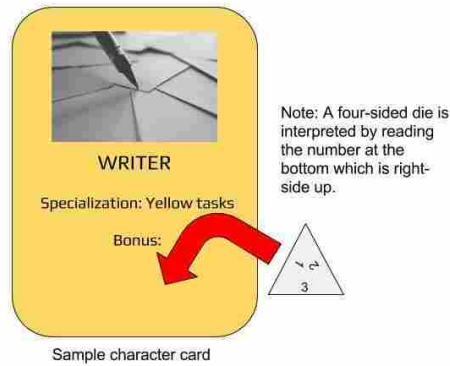 WRITER
Specialization: Yellow tasks
Bonus:
Note: A four-sided die is
interpreted by reading
the number at the
bottom which is right-
side up.
1 2
3
Sample character card